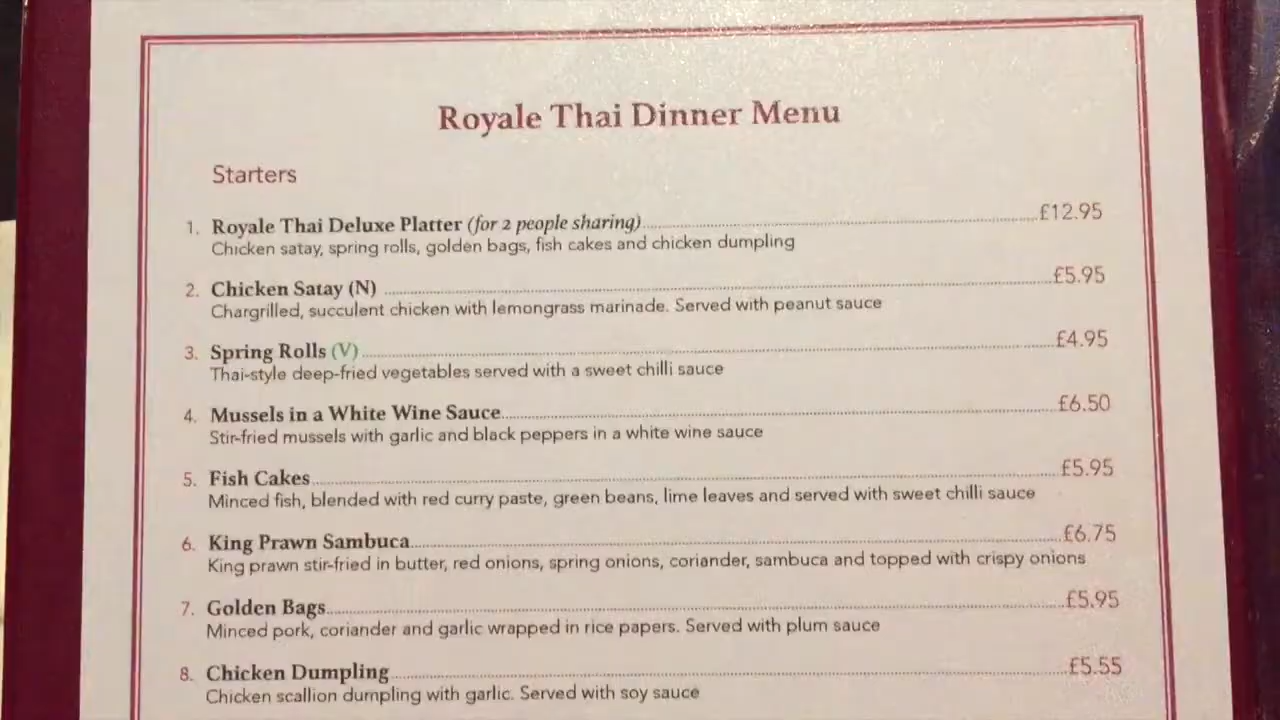 Royale Thai Dinner Menu
Starters
1. Royale Thai Deluxe Platter (for 2 people sharing) £12.95
Chicken satay, spring rolls, golden bags, fish cakes and chicken dumpling
2. Chicken Satay (N) £5.95
Chargrilled, succulent chicken with lemongrass marinade. Served with peanut sauce
3. Spring Rolls (V) £4.95
Thai-style deep-fried vegetables served with a sweet chilli sauce
4. Mussels in a White Wine Sauce £6.50
Stir-fried mussels with garlic and black peppers in a white wine sauce
5. Fish Cakes £5.95
Minced fish, blended with red curry paste, green beans, lime leaves and served with sweet chilli sauce
6. King Prawn Sambuca £6.75
King prawn stir-fried in butter, red onions, spring onions, coriander, sambuca and topped with crispy onions
7. Golden Bags £5.95
Minced pork, coriander and garlic wrapped in rice papers. Served with plum sauce
8. Chicken Dumpling £5.55
Chicken scallion dumpling with garlic. Served with soy sauce